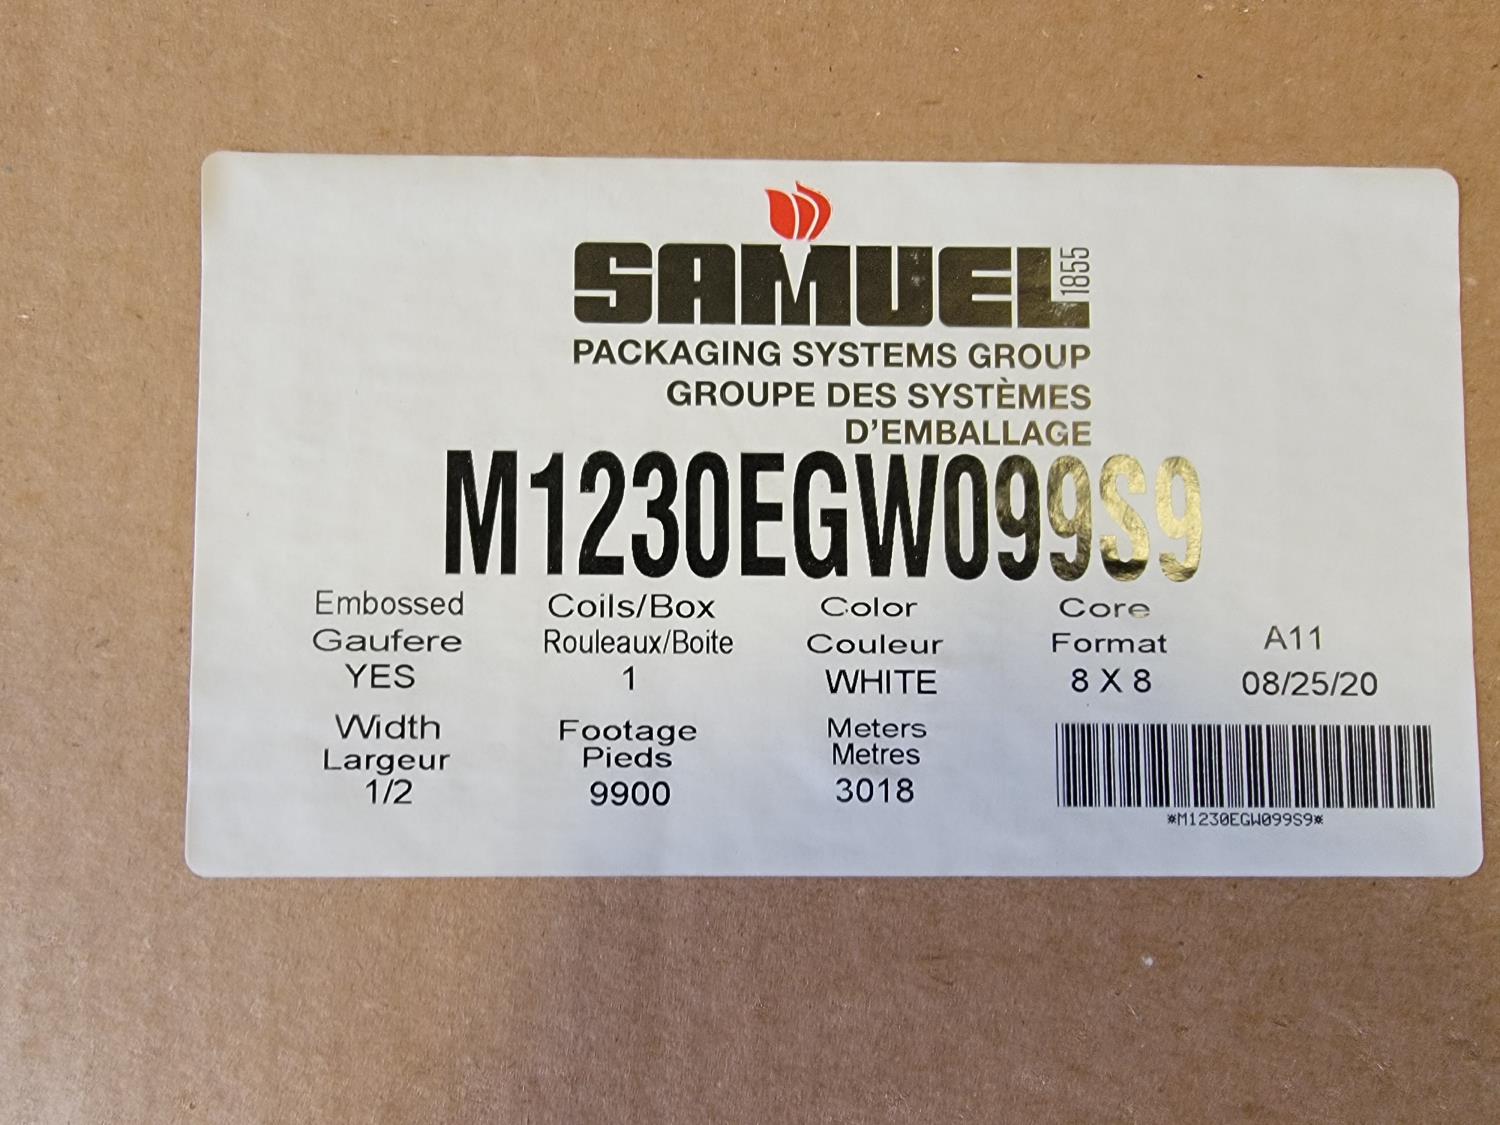 SAMUEL 1855
PACKAGING SYSTEMS GROUP
GROUPE DES SYSTÈMES
D'EMBALLAGE
M1230EGW099S9
Embossed Coils/Box Color Core
Gaufere Rouleaux/Boite Couleur Format A11
YES 1 WHITE 8 X 8 08/25/20
Width Footage Meters
Largeur Pieds Metres
1/2 9900 3018
*M1230EGW099S9*